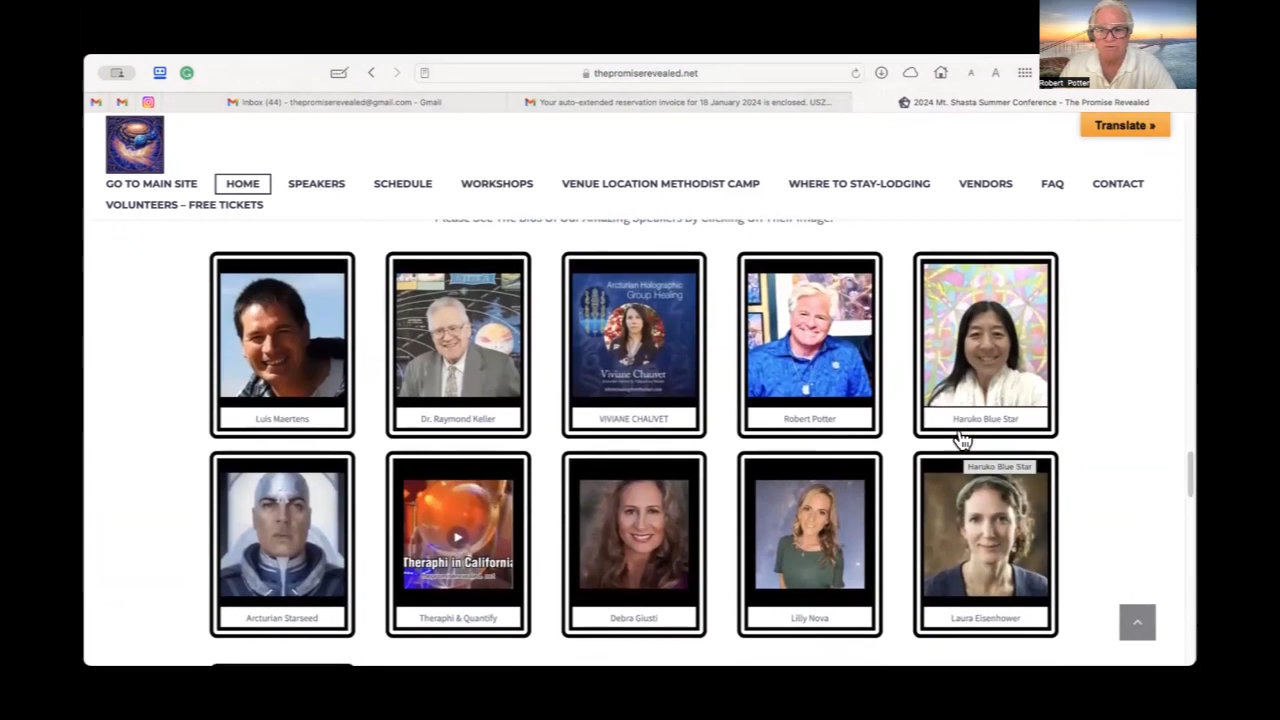 Robert Potter
thepromiserevealed.net
A A
Inbox (44) - thepromiserevealed@gmail.com - Gmail
Your auto-extended reservation invoice for 18 January 2024 is enclosed. USZ...
2024 Mt. Shasta Summer Conference - The Promise Revealed
Translate »
GO TO MAIN SITE HOME SPEAKERS SCHEDULE WORKSHOPS VENUE LOCATION METHODIST CAMP WHERE TO STAY-LODGING VENDORS FAQ CONTACT
VOLUNTEERS – FREE TICKETS
Please See The Bios Of Our Amazing Speakers By Clicking On Their Image.
Arcturian Holographic
Group Healing
Viviane Chauvet
Luis Maertens Dr. Raymond Keller VIVIANE CHAUVET Robert Potter Haruko Blue Star
Haruko Blue Star
Theraphi in California
thepromiserevealed.net
Arcturian Starseed Theraphi & Quantify Debra Giusti Lilly Nova Laura Eisenhower